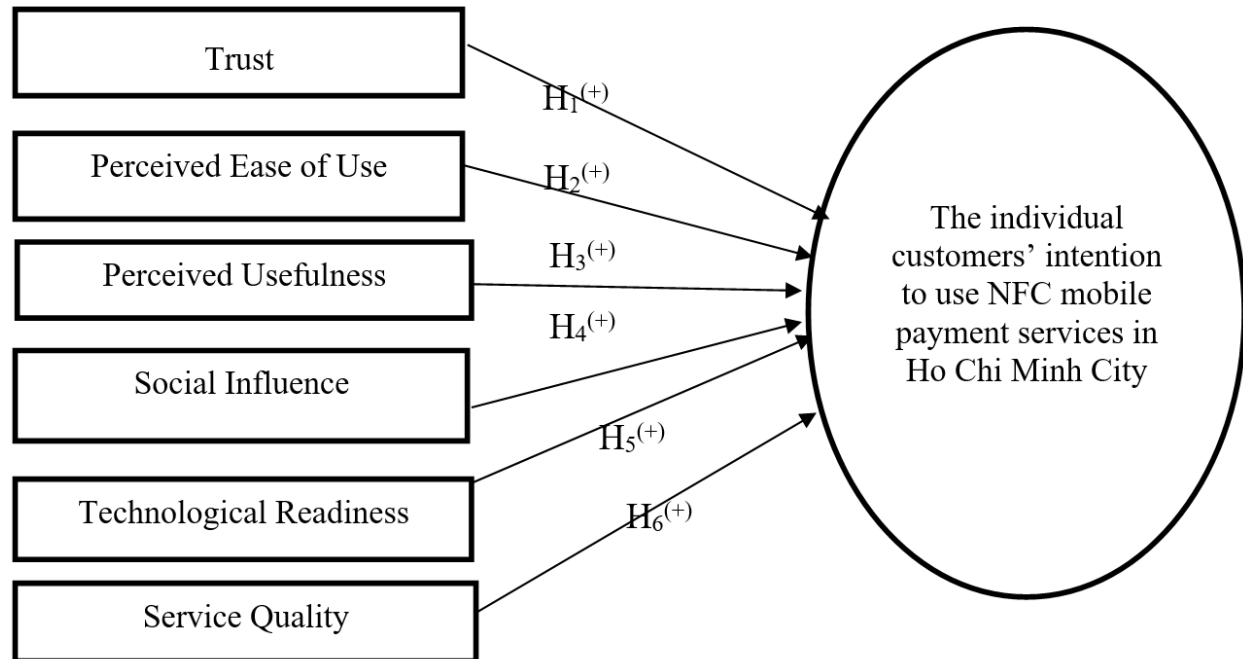 Trust
H₁⁽⁺⁾
Perceived Ease of Use
H₂⁽⁺⁾
Perceived Usefulness
H₃⁽⁺⁾
Social Influence
H₄⁽⁺⁾
Technological Readiness
H₅⁽⁺⁾
Service Quality
H₆⁽⁺⁾
The individual
customers’ intention
to use NFC mobile
payment services in
Ho Chi Minh City